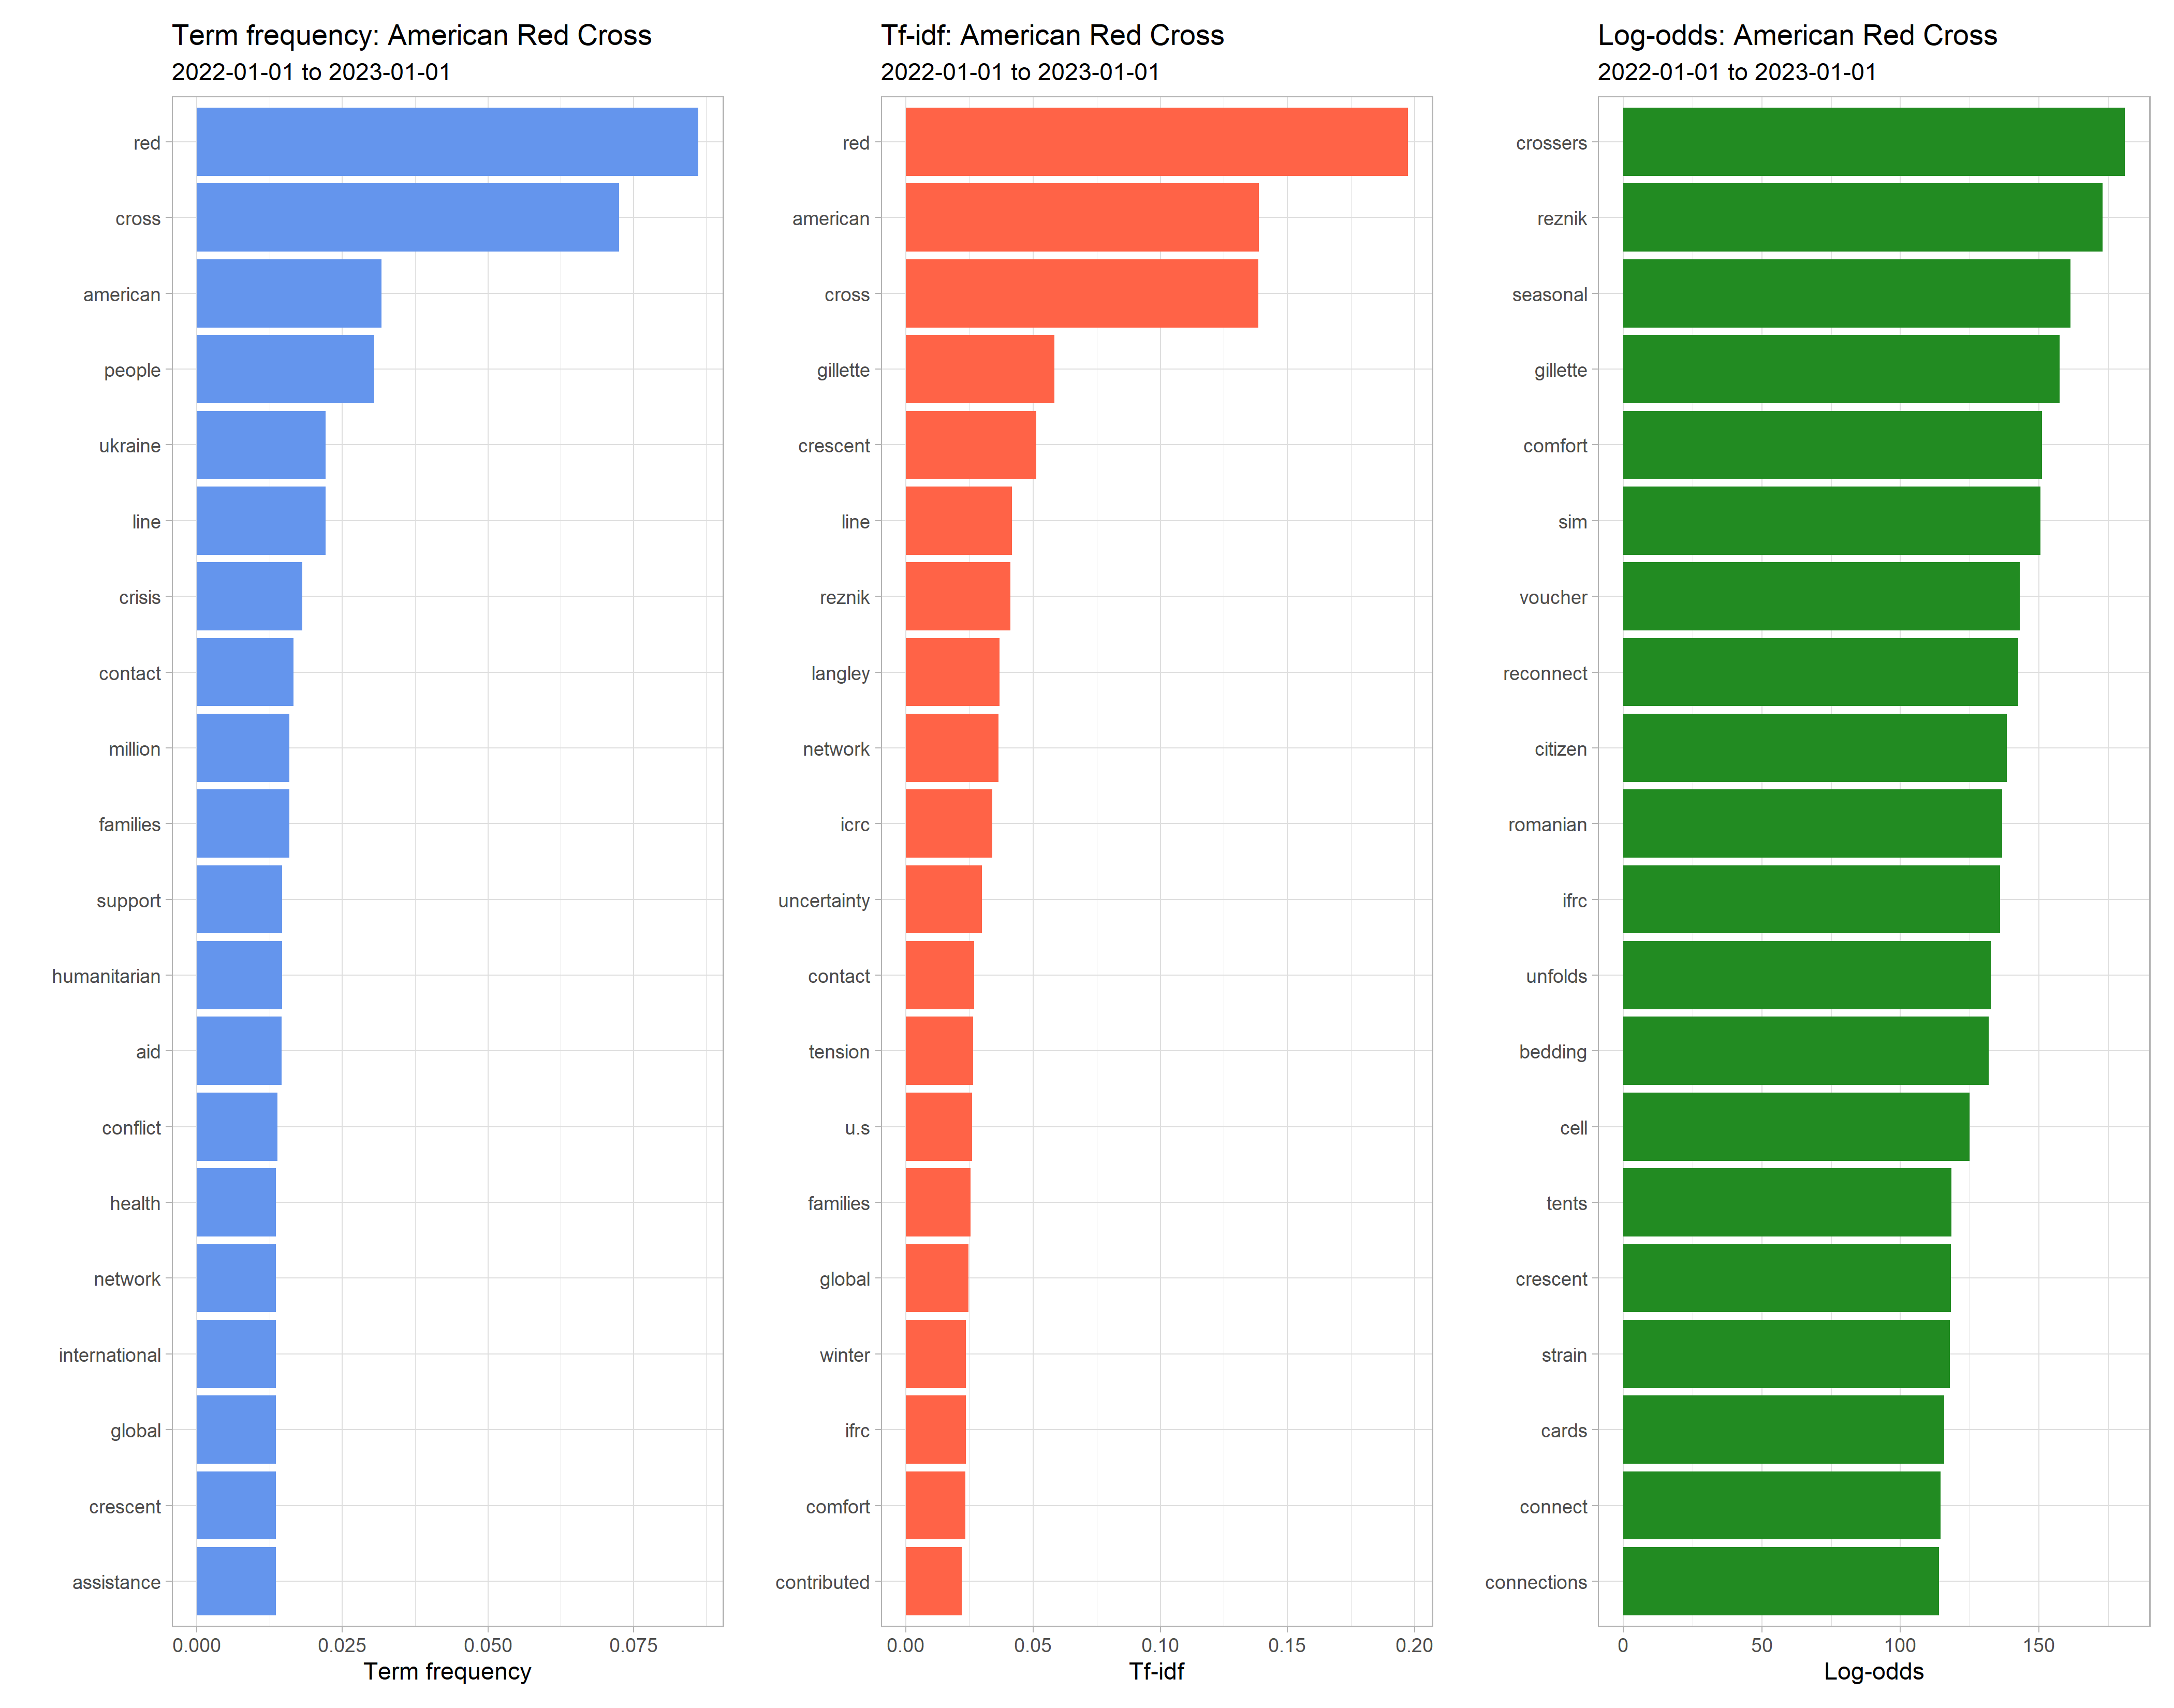 Term frequency: American Red Cross
2022-01-01 to 2023-01-01
red
cross
american
people
ukraine
line
crisis
contact
million
families
support
humanitarian
aid
conflict
health
network
international
global
crescent
assistance
0.000 0.025 0.050 0.075
Term frequency
Tf-idf: American Red Cross
2022-01-01 to 2023-01-01
red
american
cross
gillette
crescent
line
reznik
langley
network
icrc
uncertainty
contact
tension
u.s
families
global
winter
ifrc
comfort
contributed
0.00 0.05 0.10 0.15 0.20
Tf-idf
Log-odds: American Red Cross
2022-01-01 to 2023-01-01
crossers
reznik
seasonal
gillette
comfort
sim
voucher
reconnect
citizen
romanian
ifrc
unfolds
bedding
cell
tents
crescent
strain
cards
connect
connections
0 50 100 150
Log-odds